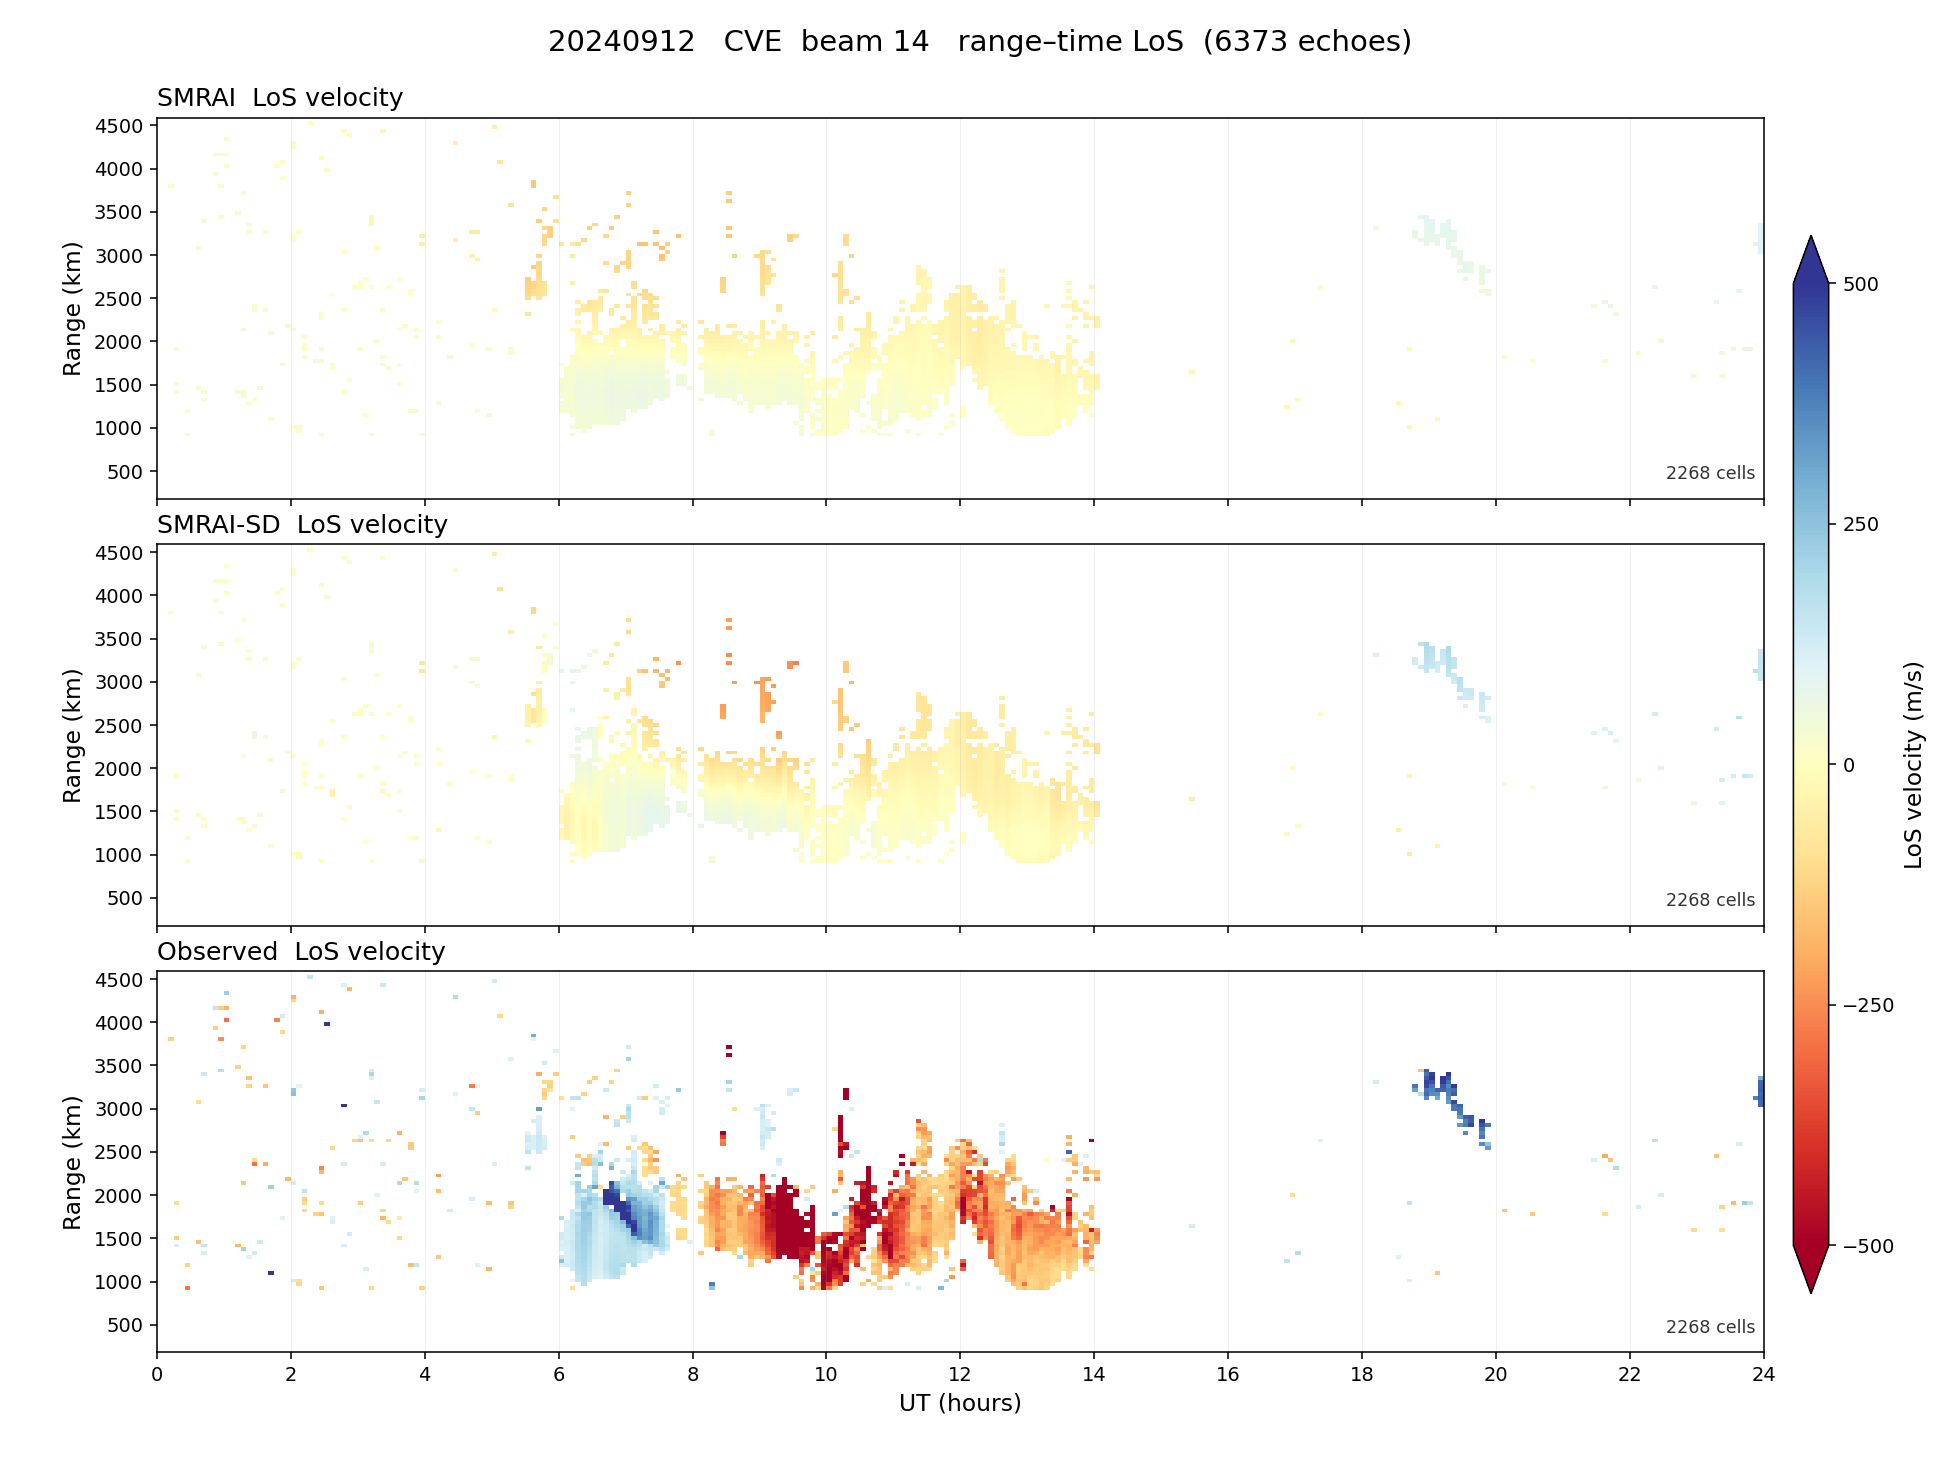 20240912   CVE  beam 14   range–time LoS  (6373 echoes)
SMRAI  LoS velocity
4500
4000
3500
3000
2500
2000
1500
1000
500
Range (km)
2268 cells
SMRAI-SD  LoS velocity
4500
4000
3500
3000
2500
2000
1500
1000
500
Range (km)
2268 cells
Observed  LoS velocity
4500
4000
3500
3000
2500
2000
1500
1000
500
Range (km)
2268 cells
0 2 4 6 8 10 12 14 16 18 20 22 24
UT (hours)
500
250
0
−250
−500
LoS velocity (m/s)